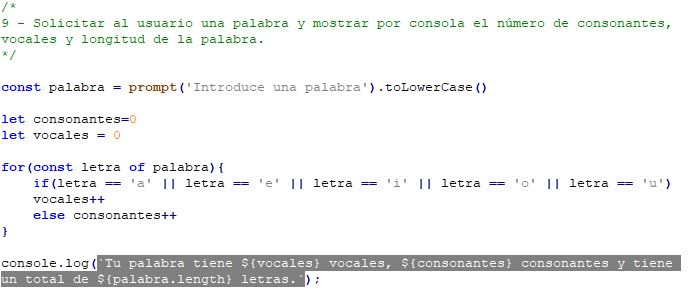 /*
9 - Solicitar al usuario una palabra y mostrar por consola el número de consonantes,
vocales y longitud de la palabra.
*/
const palabra = prompt('Introduce una palabra').toLowerCase()
let consonantes=0
let vocales = 0
for(const letra of palabra){
    if(letra == 'a' || letra == 'e' || letra == 'i' || letra == 'o' || letra == 'u')
    vocales++
    else consonantes++
}
console.log(`Tu palabra tiene ${vocales} vocales, ${consonantes} consonantes y tiene
un total de ${palabra.length} letras.`);